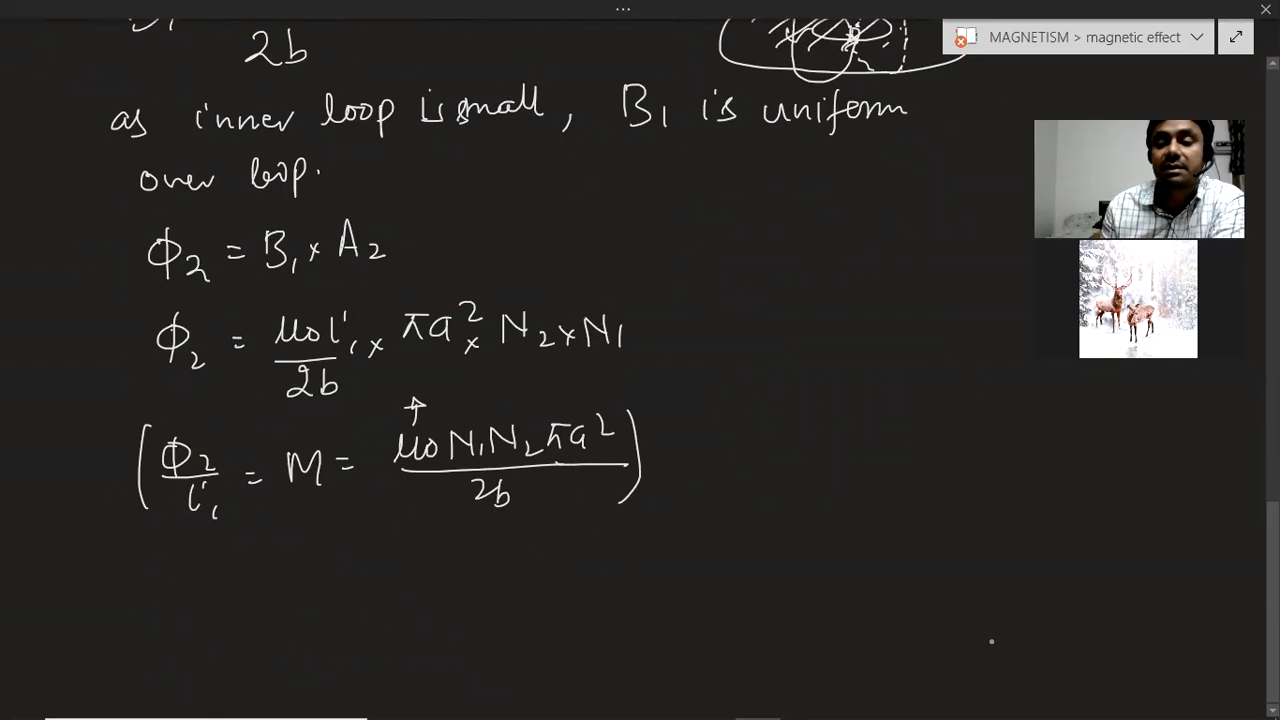 ...
MAGNETISM > magnetic effect
2b
as inner loop is small, B₁ is uniform
over loop.
ϕ₂ = B₁ × A₂
ϕ₂ = μ₀i₁/2b × πa² × N₂ × N₁
(ϕ₂/i₁ = M = μ₀N₁N₂πa²/2b)